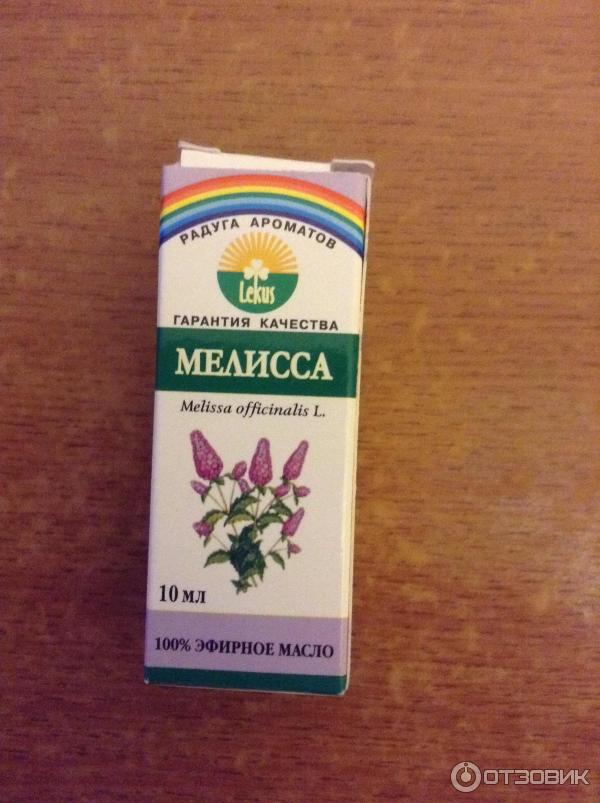 РАДУГА АРОМАТОВ
Lekus
ГАРАНТИЯ КАЧЕСТВА
МЕЛИССА
Melissa officinalis L.
10 мл
100% ЭФИРНОЕ МАСЛО
ОТЗОВИК